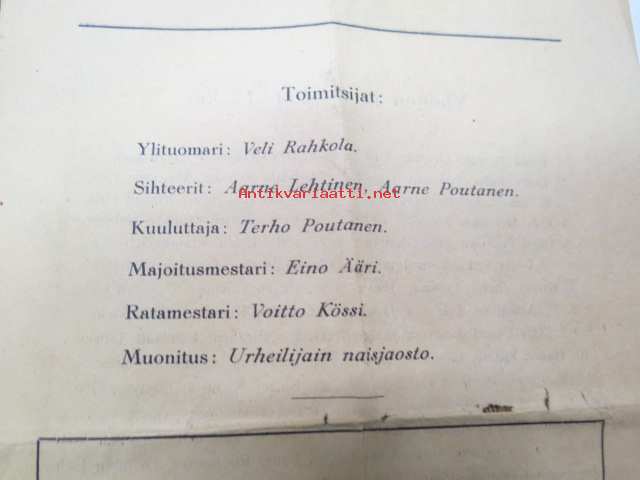 Toimitsijat:
Ylituomari: Veli Rahkola.
Sihteerit: Aarne Lehtinen, Aarne Poutanen.
Antikvariaatti.net
Kuuluttaja: Terho Poutanen.
Majoitusmestari: Eino Ääri.
Ratamestari: Voitto Kössi.
Muonitus: Urheilijain naisjaosto.